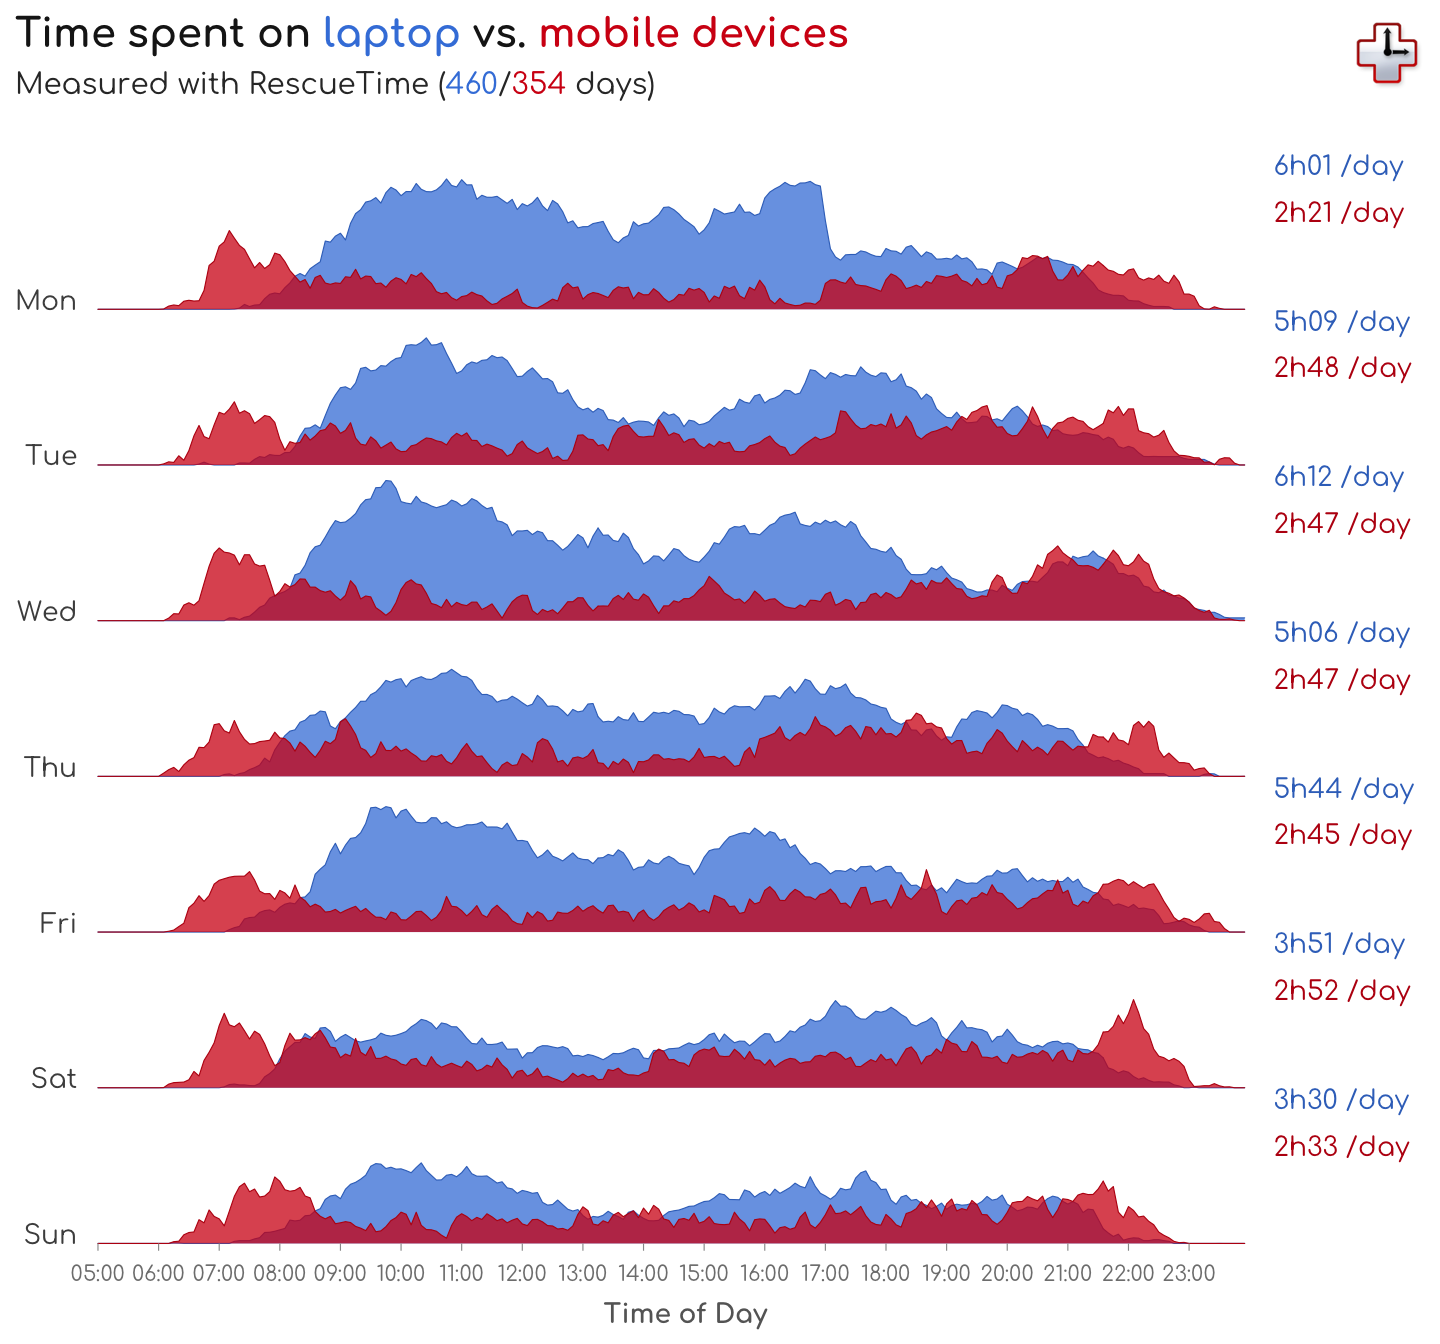 Time spent on laptop vs. mobile devices
Measured with RescueTime (460/354 days)
6h01 /day
2h21 /day
Mon
5h09 /day
2h48 /day
Tue
6h12 /day
2h47 /day
Wed
5h06 /day
2h47 /day
Thu
5h44 /day
2h45 /day
Fri
3h51 /day
2h52 /day
Sat
3h30 /day
2h33 /day
Sun
05:00 06:00 07:00 08:00 09:00 10:00 11:00 12:00 13:00 14:00 15:00 16:00 17:00 18:00 19:00 20:00 21:00 22:00 23:00
Time of Day